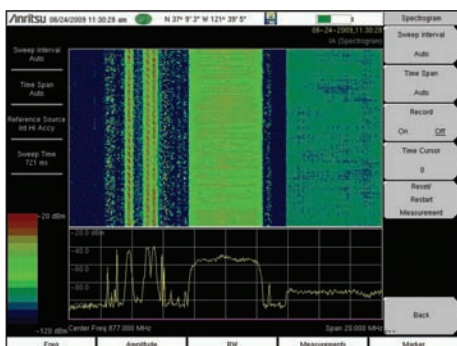 Anritsu 06/24/2009 11:30:28 am
N 37° 9' 3" W 121° 39' 5"
Spectrogram
06-24-2009,11:30:28
IA (Spectrogram)
Sweep Interval
Auto
Time Span
Auto
Reference Source
Int Hi Accy
Sweep Time
721 ms
-20 dBm
-120 dBm
-20.0 dBm
-40.0
-60.0
-80.0
Center Freq 877.000 MHz
Span 20.000 MHz
Sweep Interval
Auto
Time Span
Auto
Record
On Off
Time Cursor
0
Reset/
Restart
Measurement
Back
Freq Amplitude BW Measurements Marker